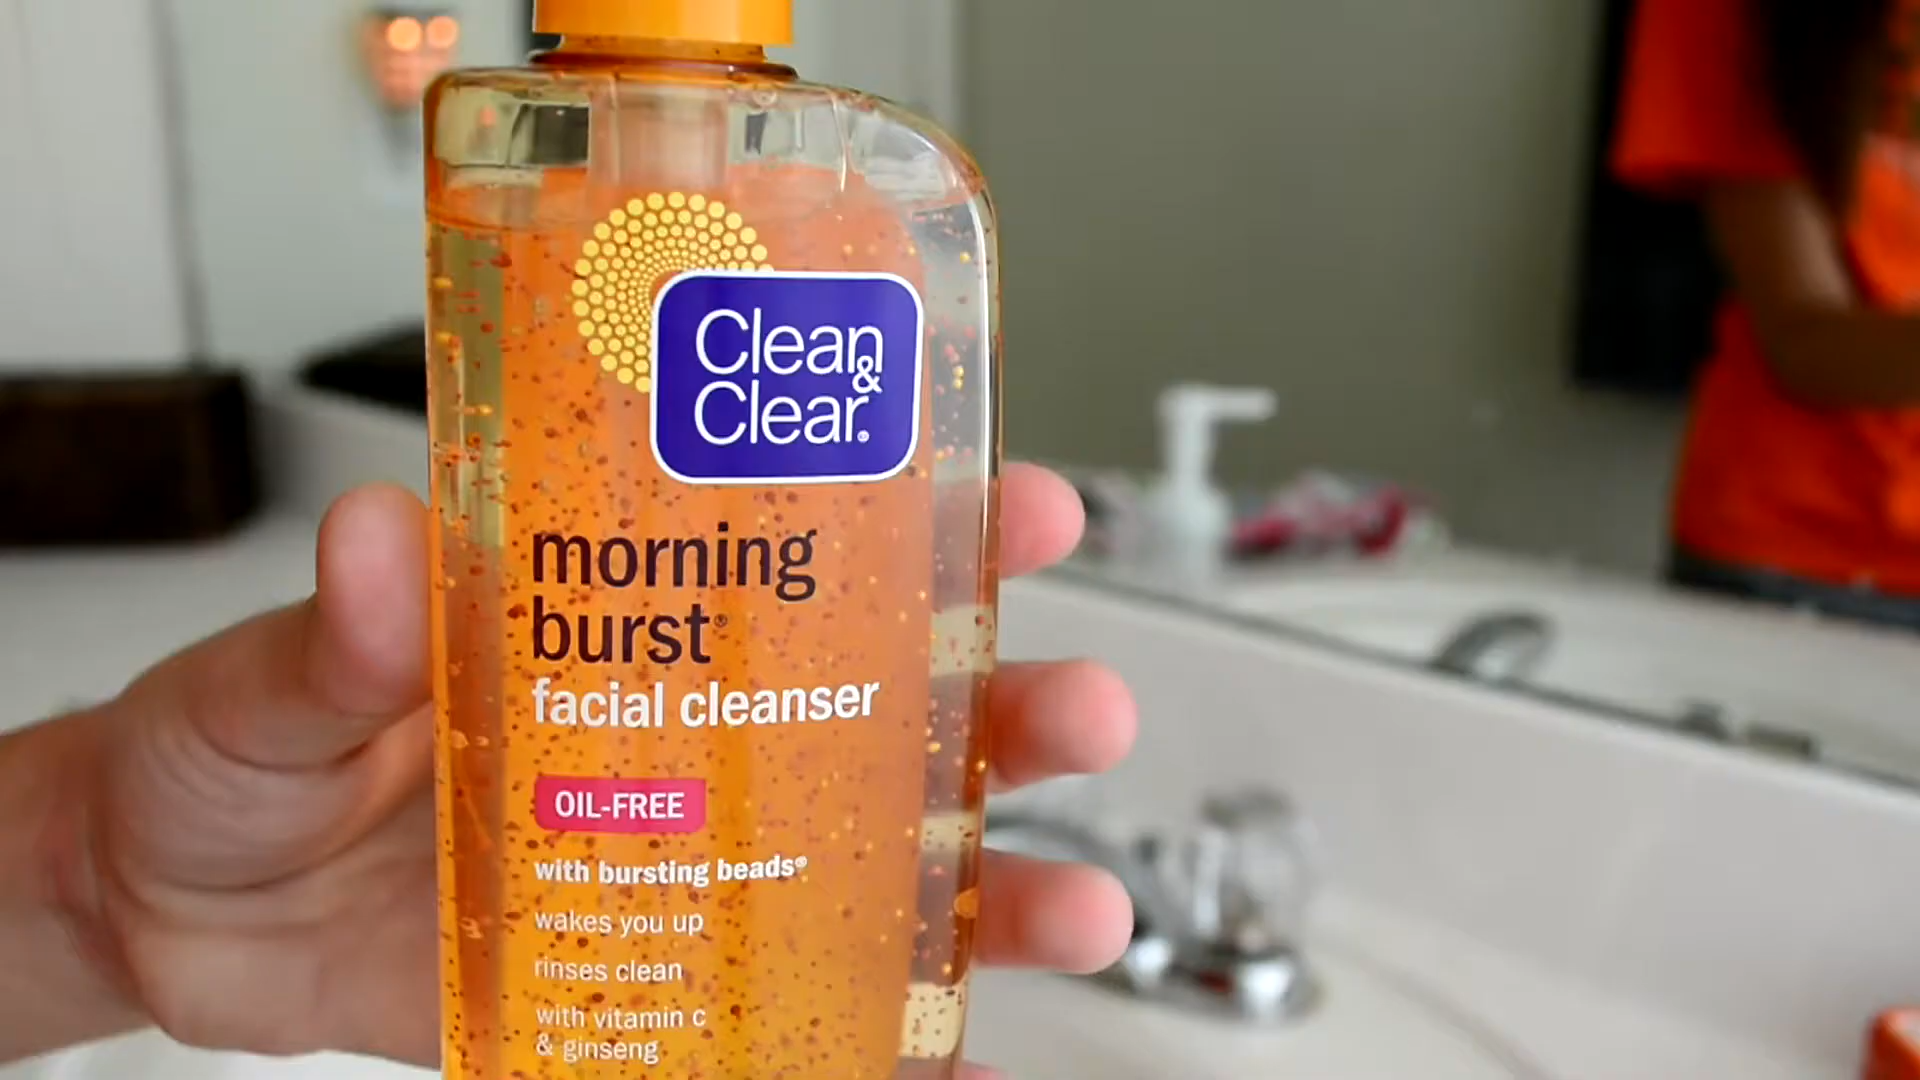 Clean
&
Clear®
morning
burst®
facial cleanser
OIL-FREE
with bursting beads®
wakes you up
rinses clean
with vitamin c
& ginseng